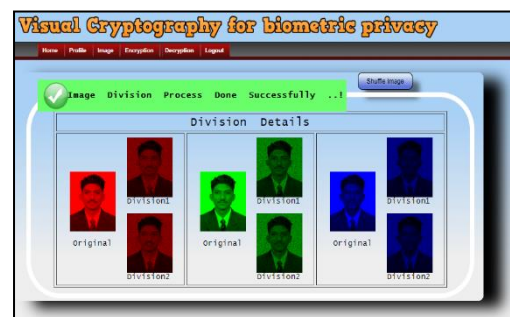 Visual Cryptography for biometric privacy
Home Profile Image Encryption Decryption Logout
Shuffle Image
Image Division Process Done Successfully ..!
Division Details
Division1 Division1 Division1
Original Original Original
Division2 Division2 Division2